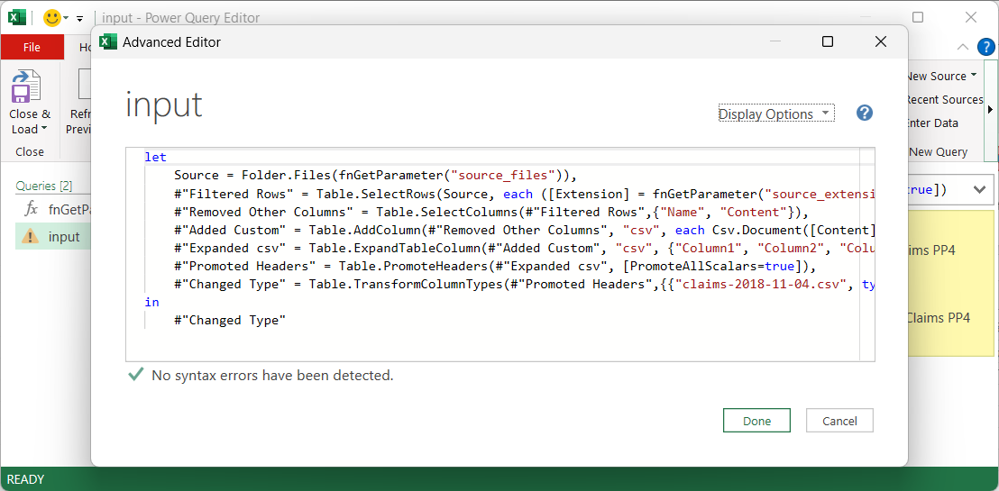 input - Power Query Editor
File
Advanced Editor
input
Display Options
let
Source = Folder.Files(fnGetParameter("source_files")),
#"Filtered Rows" = Table.SelectRows(Source, each ([Extension] = fnGetParameter("source_extensi
#"Removed Other Columns" = Table.SelectColumns(#"Filtered Rows",{"Name", "Content"}),
#"Added Custom" = Table.AddColumn(#"Removed Other Columns", "csv", each Csv.Document([Content]
#"Expanded csv" = Table.ExpandTableColumn(#"Added Custom", "csv", {"Column1", "Column2", "Colu
#"Promoted Headers" = Table.PromoteHeaders(#"Expanded csv", [PromoteAllScalars=true]),
#"Changed Type" = Table.TransformColumnTypes(#"Promoted Headers",{{"claims-2018-11-04.csv", ty
in
#"Changed Type"
No syntax errors have been detected.
Done
Cancel
Close &
Load
Close
Refr
Previ
Queries [2]
fx fnGetPa
input
New Source
Recent Sources
Enter Data
New Query
rue])
ims PP4
Claims PP4
READY